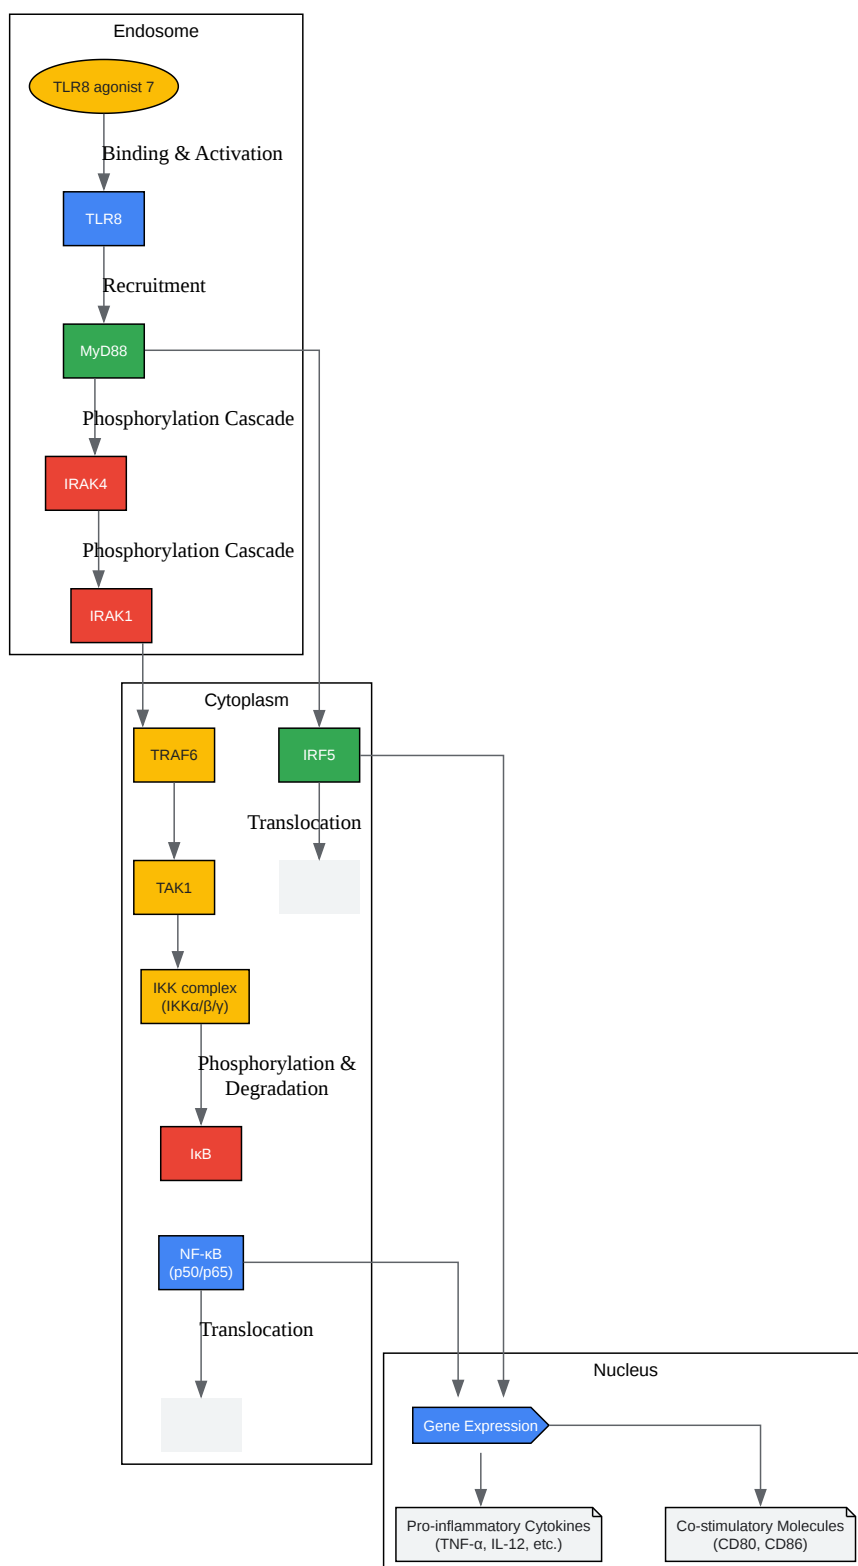 Endosome
TLR8 agonist 7
Binding & Activation
TLR8
Recruitment
MyD88
Phosphorylation Cascade
IRAK4
Phosphorylation Cascade
IRAK1
Cytoplasm
TRAF6
IRF5
Translocation
TAK1
IKK complex
(IKKα/β/γ)
Phosphorylation &
Degradation
IκB
NF-κB
(p50/p65)
Translocation
Nucleus
Gene Expression
Pro-inflammatory Cytokines
(TNF-α, IL-12, etc.)
Co-stimulatory Molecules
(CD80, CD86)